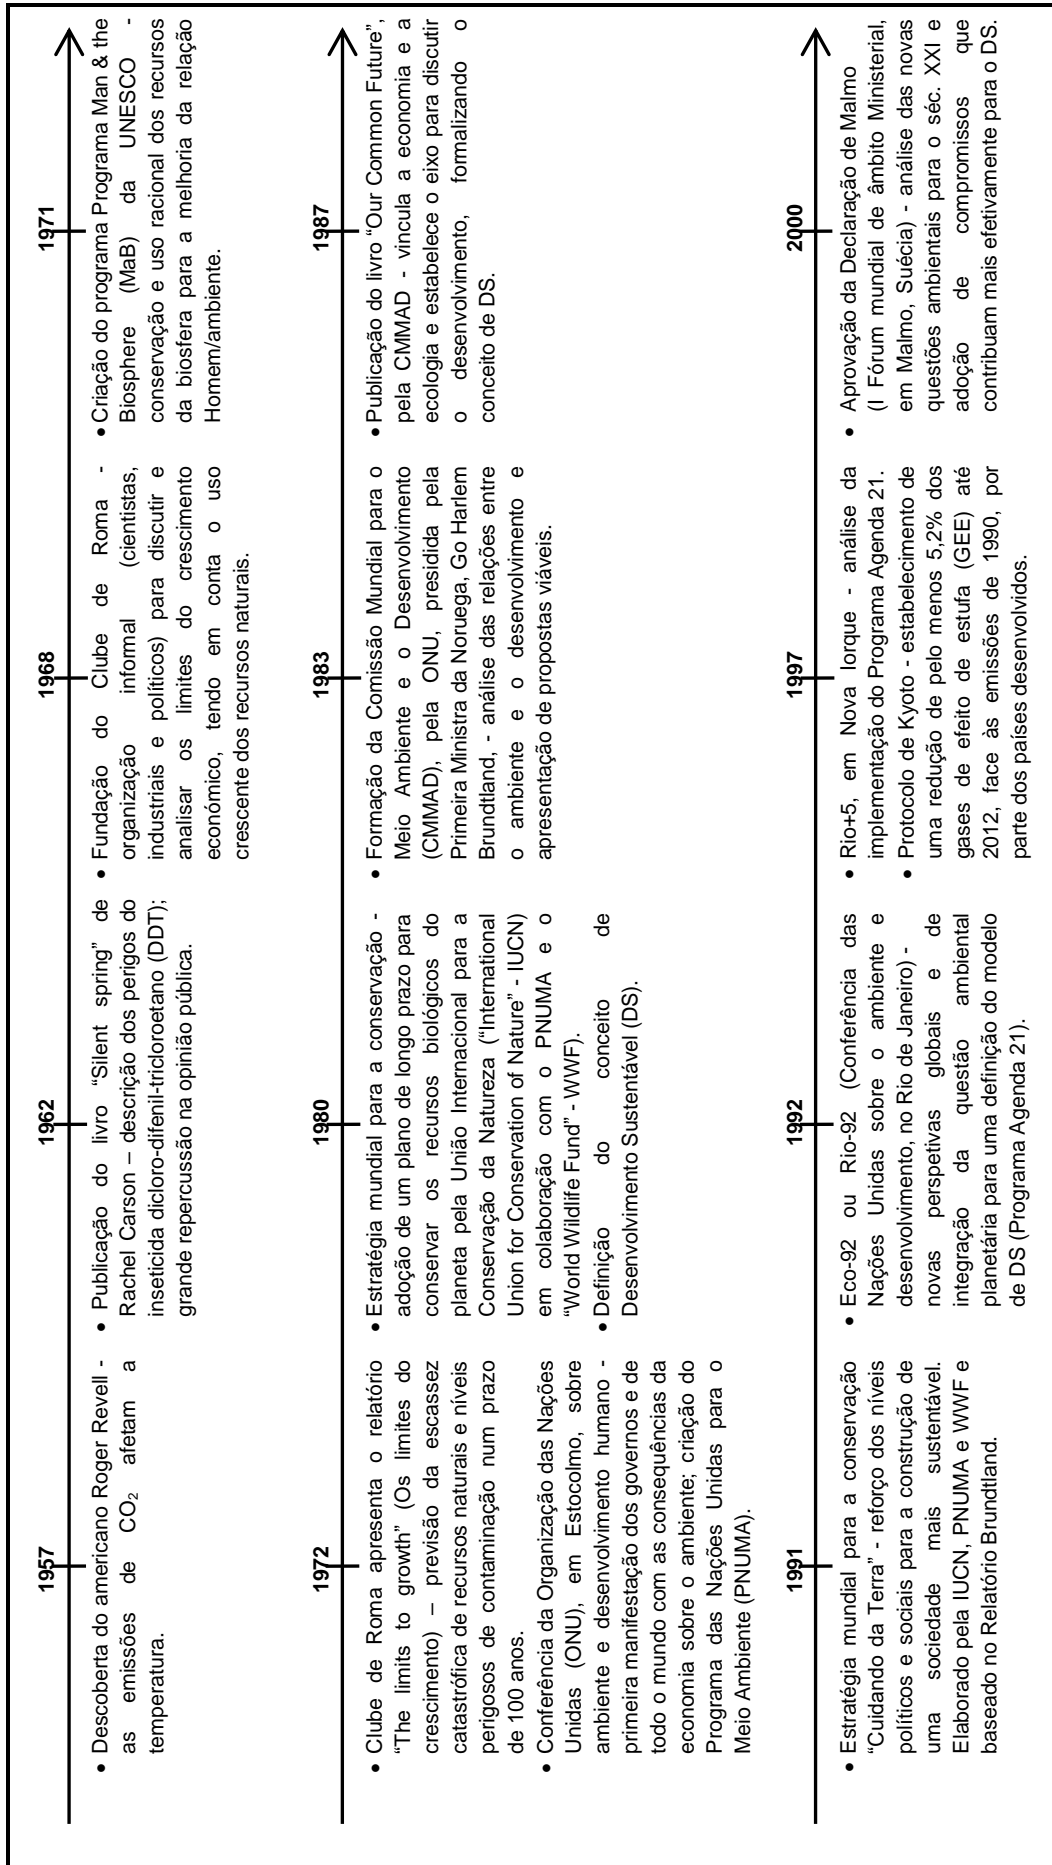 1957
• Descoberta do americano Roger Revell -
as emissões de CO₂ afetam a
temperatura.
1962
• Publicação do livro “Silent spring” de
Rachel Carson – descrição dos perigos do
inseticida dicloro-difenil-tricloroetano (DDT);
grande repercussão na opinião pública.
1968
• Fundação do Clube de Roma -
organização informal (cientistas,
industriais e políticos) para discutir e
analisar os limites do crescimento
económico, tendo em conta o uso
crescente dos recursos naturais.
1971
• Criação do programa Programa Man & the
Biosphere (MaB) da UNESCO -
conservação e uso racional dos recursos
da biosfera para a melhoria da relação
Homem/ambiente.
1972
• Clube de Roma apresenta o relatório
“The limits to growth” (Os limites do
crescimento) – previsão da escassez
catastrófica de recursos naturais e níveis
perigosos de contaminação num prazo
de 100 anos.
• Conferência da Organização das Nações
Unidas (ONU), em Estocolmo, sobre
ambiente e desenvolvimento humano -
primeira manifestação dos governos e de
todo o mundo com as consequências da
economia sobre o ambiente; criação do
Programa das Nações Unidas para o
Meio Ambiente (PNUMA).
1980
• Estratégia mundial para a conservação -
adoção de um plano de longo prazo para
conservar os recursos biológicos do
planeta pela União Internacional para a
Conservação da Natureza (“International
Union for Conservation of Nature” - IUCN)
em colaboração com o PNUMA e o
“World Wildlife Fund” - WWF).
• Definição do conceito de
Desenvolvimento Sustentável (DS).
1983
• Formação da Comissão Mundial para o
Meio Ambiente e o Desenvolvimento
(CMMAD), pela ONU, presidida pela
Primeira Ministra da Noruega, Go Harlem
Brundtland, - análise das relações entre
o ambiente e o desenvolvimento e
apresentação de propostas viáveis.
1987
• Publicação do livro “Our Common Future”,
pela CMMAD - vincula a economia e a
ecologia e estabelece o eixo para discutir
o desenvolvimento, formalizando o
conceito de DS.
1991
• Estratégia mundial para a conservação
“Cuidando da Terra” - reforço dos níveis
políticos e sociais para a construção de
uma sociedade mais sustentável.
Elaborado pela IUCN, PNUMA e WWF e
baseado no Relatório Brundtland.
1992
• Eco-92 ou Rio-92 (Conferência das
Nações Unidas sobre o ambiente e
desenvolvimento, no Rio de Janeiro) -
novas perspetivas globais e de
integração da questão ambiental
planetária para uma definição do modelo
de DS (Programa Agenda 21).
1997
• Rio+5, em Nova Iorque - análise da
implementação do Programa Agenda 21.
• Protocolo de Kyoto - estabelecimento de
uma redução de pelo menos 5,2% dos
gases de efeito de estufa (GEE) até
2012, face às emissões de 1990, por
parte dos países desenvolvidos.
2000
• Aprovação da Declaração de Malmo
(I Fórum mundial de âmbito Ministerial,
em Malmo, Suécia) - análise das novas
questões ambientais para o séc. XXI e
adoção de compromissos que
contribuam mais efetivamente para o DS.